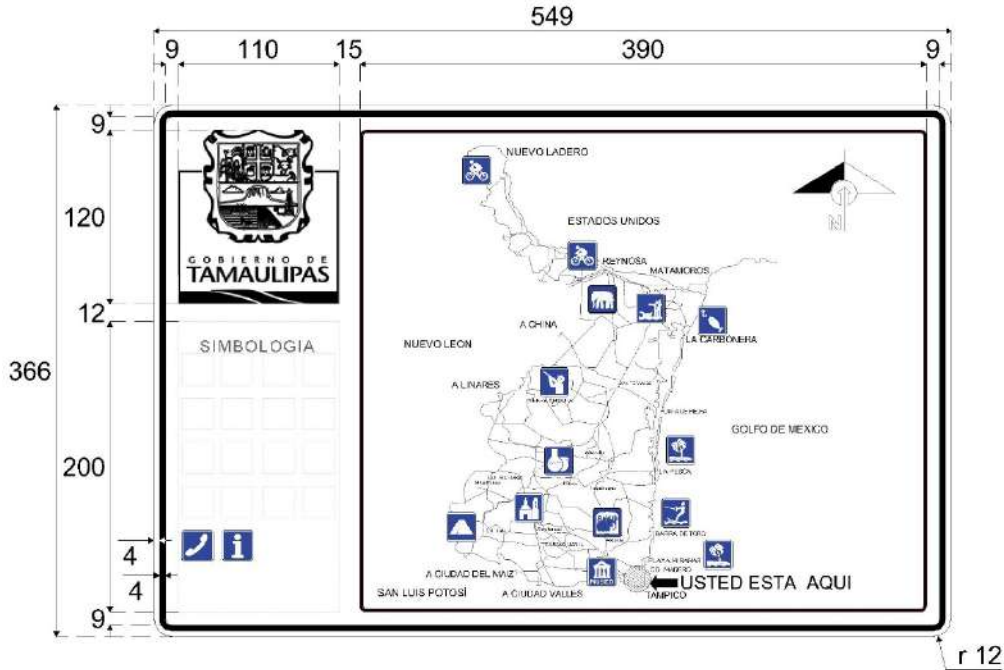 549
9 110 15 390 9
9
120
12
366
200
4
4
9
r 12
GOBIERNO DE
TAMAULIPAS
SIMBOLOGIA
NUEVO LADERO
ESTADOS UNIDOS
REYNOSA
MATAMOROS
N
A CHINA
LA CARBONERA
NUEVO LEON
A LINARES
GOLFO DE MEXICO
LA PESCA
BARRA DE TORO
A CIUDAD DEL MAIZ
SAN LUIS POTOSÍ
A CIUDAD VALLES
MUSEO
TAMPICO
USTED ESTA AQUI